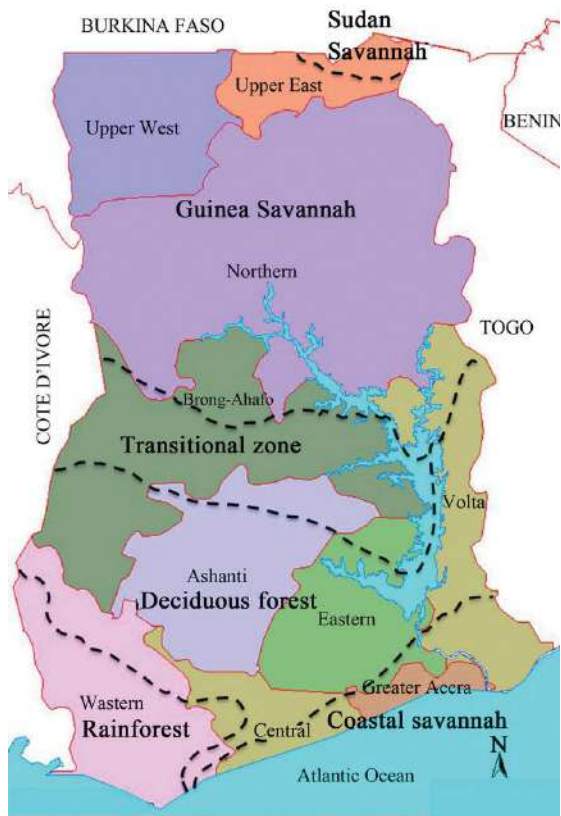 BURKINA FASO
Sudan
Savannah
Upper East
Upper West
BENIN
Guinea Savannah
Northern
TOGO
COTE D'IVORE
Brong-Ahafo
Transitional zone
Volta
Ashanti
Deciduous forest
Eastern
Greater Accra
Wastern
Rainforest
Central
Coastal savannah
N
Atlantic Ocean